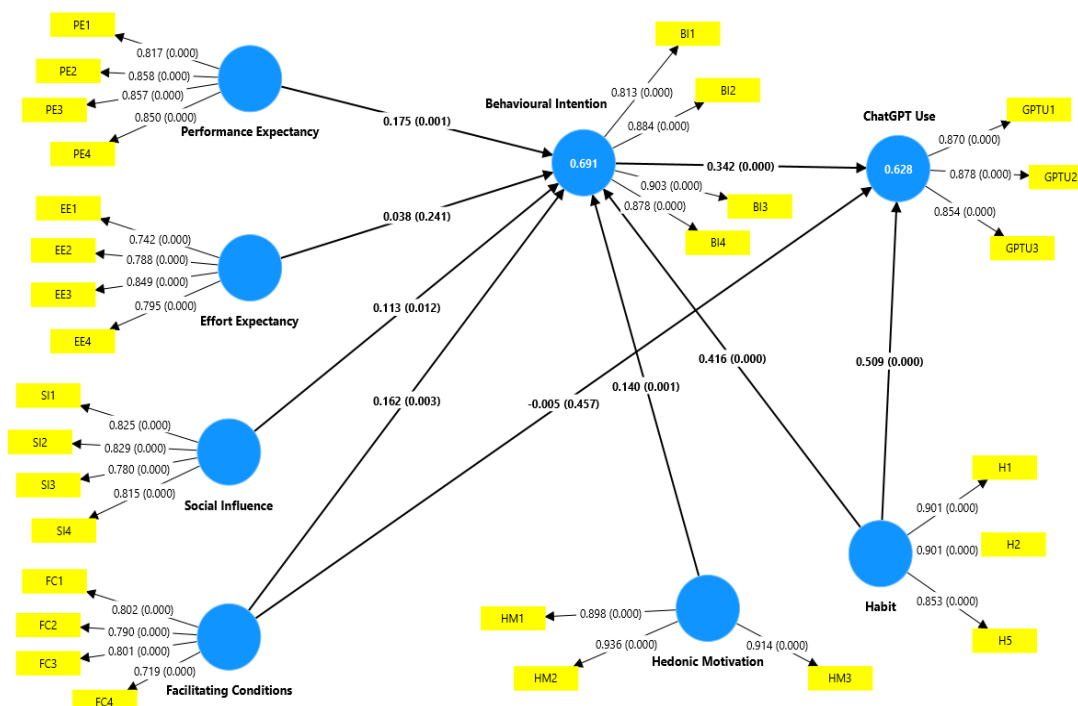 PE1
0.817 (0.000)
PE2
0.858 (0.000)
PE3
0.857 (0.000)
0.850 (0.000)
PE4
Performance Expectancy
0.175 (0.001)
EE1
0.742 (0.000)
EE2
0.788 (0.000)
EE3
0.849 (0.000)
0.795 (0.000)
EE4
Effort Expectancy
0.038 (0.241)
SI1
0.825 (0.000)
SI2
0.829 (0.000)
SI3
0.780 (0.000)
0.815 (0.000)
SI4
Social Influence
0.113 (0.012)
FC1
0.802 (0.000)
FC2
0.790 (0.000)
FC3
0.801 (0.000)
0.719 (0.000)
FC4
Facilitating Conditions
0.162 (0.003)
-0.005 (0.457)
Behavioural Intention
0.691
BI1
0.813 (0.000)
BI2
0.884 (0.000)
0.903 (0.000)
BI3
0.878 (0.000)
BI4
0.342 (0.000)
ChatGPT Use
0.628
GPTU1
0.870 (0.000)
GPTU2
0.878 (0.000)
0.854 (0.000)
GPTU3
0.416 (0.000)
0.140 (0.001)
0.509 (0.000)
HM1
0.898 (0.000)
0.936 (0.000)
HM2
0.914 (0.000)
HM3
Hedonic Motivation
H1
0.901 (0.000)
H2
0.901 (0.000)
0.853 (0.000)
H5
Habit